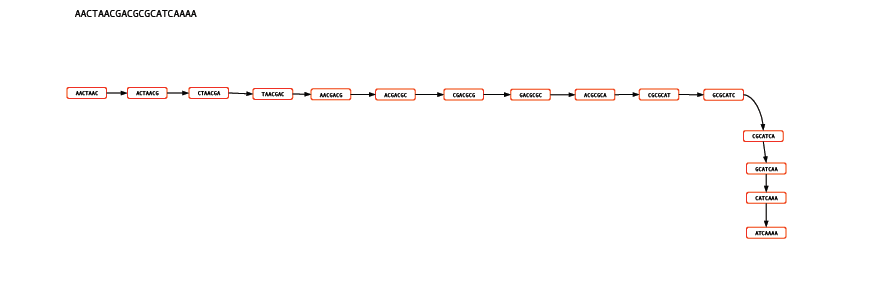 AACTAACGACGCGCATCAAAA
AACTAAC
ACTAACG
CTAACGA
TAACGAC
AACGACG
ACGACGC
CGACGCG
GACGCGC
ACGCGCA
CGCGCAT
GCGCATC
CGCATCA
GCATCAA
CATCAAA
ATCAAAA